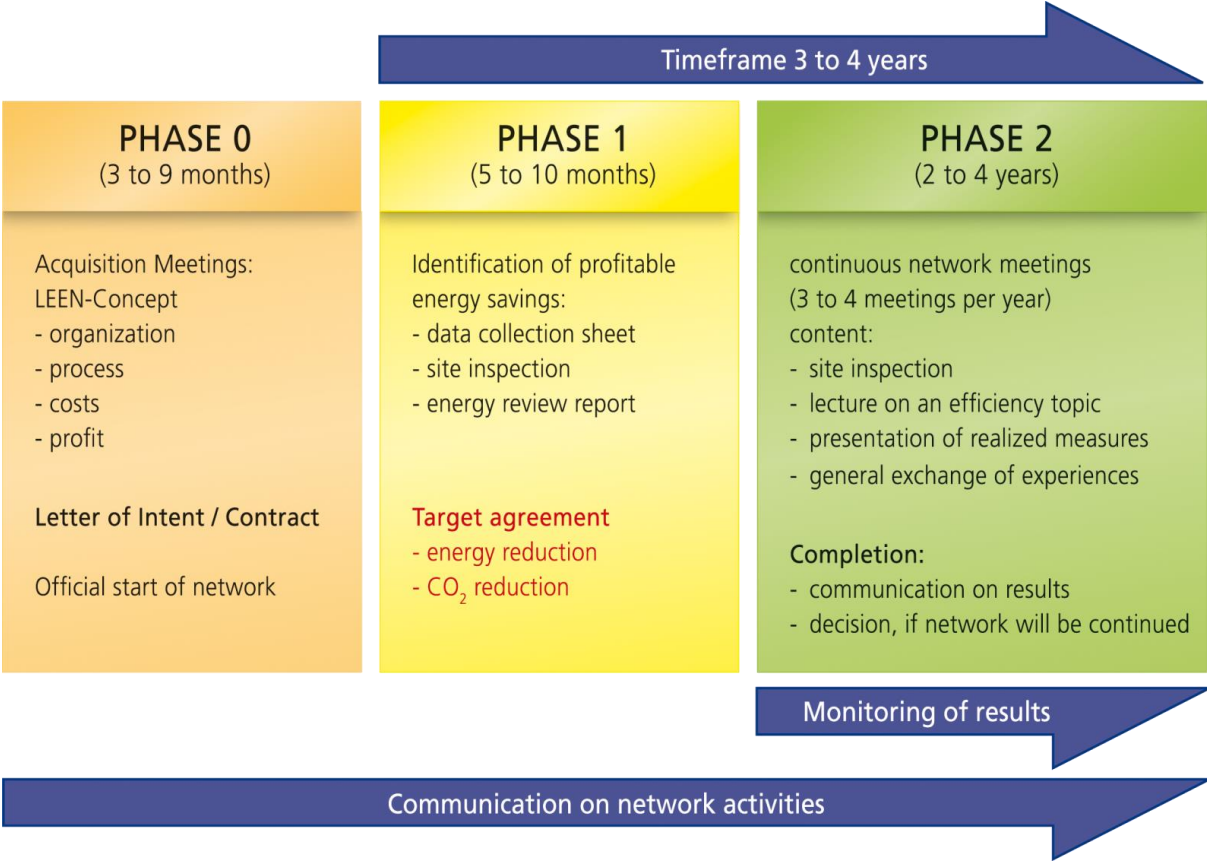 Timeframe 3 to 4 years
PHASE 0
(3 to 9 months)
Acquisition Meetings:
LEEN-Concept
- organization
- process
- costs
- profit
Letter of Intent / Contract
Official start of network
PHASE 1
(5 to 10 months)
Identification of profitable
energy savings:
- data collection sheet
- site inspection
- energy review report
Target agreement
- energy reduction
- CO₂ reduction
PHASE 2
(2 to 4 years)
continuous network meetings
(3 to 4 meetings per year)
content:
- site inspection
- lecture on an efficiency topic
- presentation of realized measures
- general exchange of experiences
Completion:
- communication on results
- decision, if network will be continued
Monitoring of results
Communication on network activities